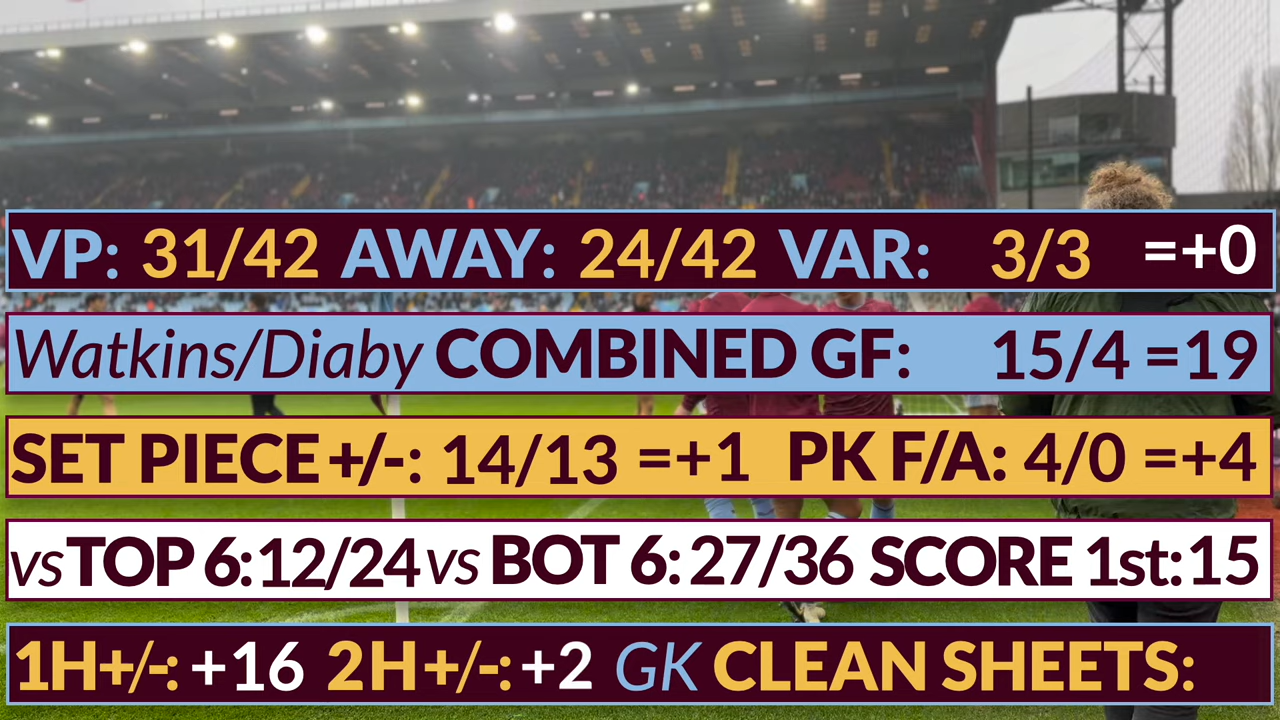 VP: 31/42 AWAY: 24/42 VAR: 3/3 =+0
Watkins/Diaby COMBINED GF: 15/4 =19
SET PIECE +/-: 14/13 =+1 PK F/A: 4/0 =+4
vs TOP 6: 12/24 vs BOT 6: 27/36 SCORE 1st: 15
1H+/-: +16 2H+/-: +2 GK CLEAN SHEETS: